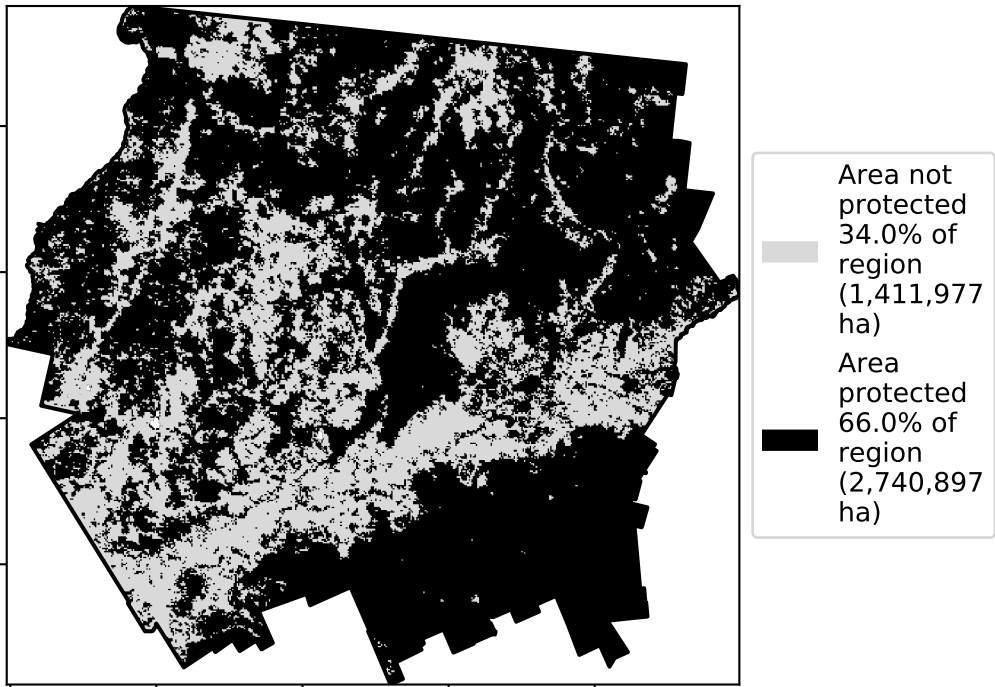 Area not
protected
34.0% of
region
(1,411,977
ha)
Area
protected
66.0% of
region
(2,740,897
ha)